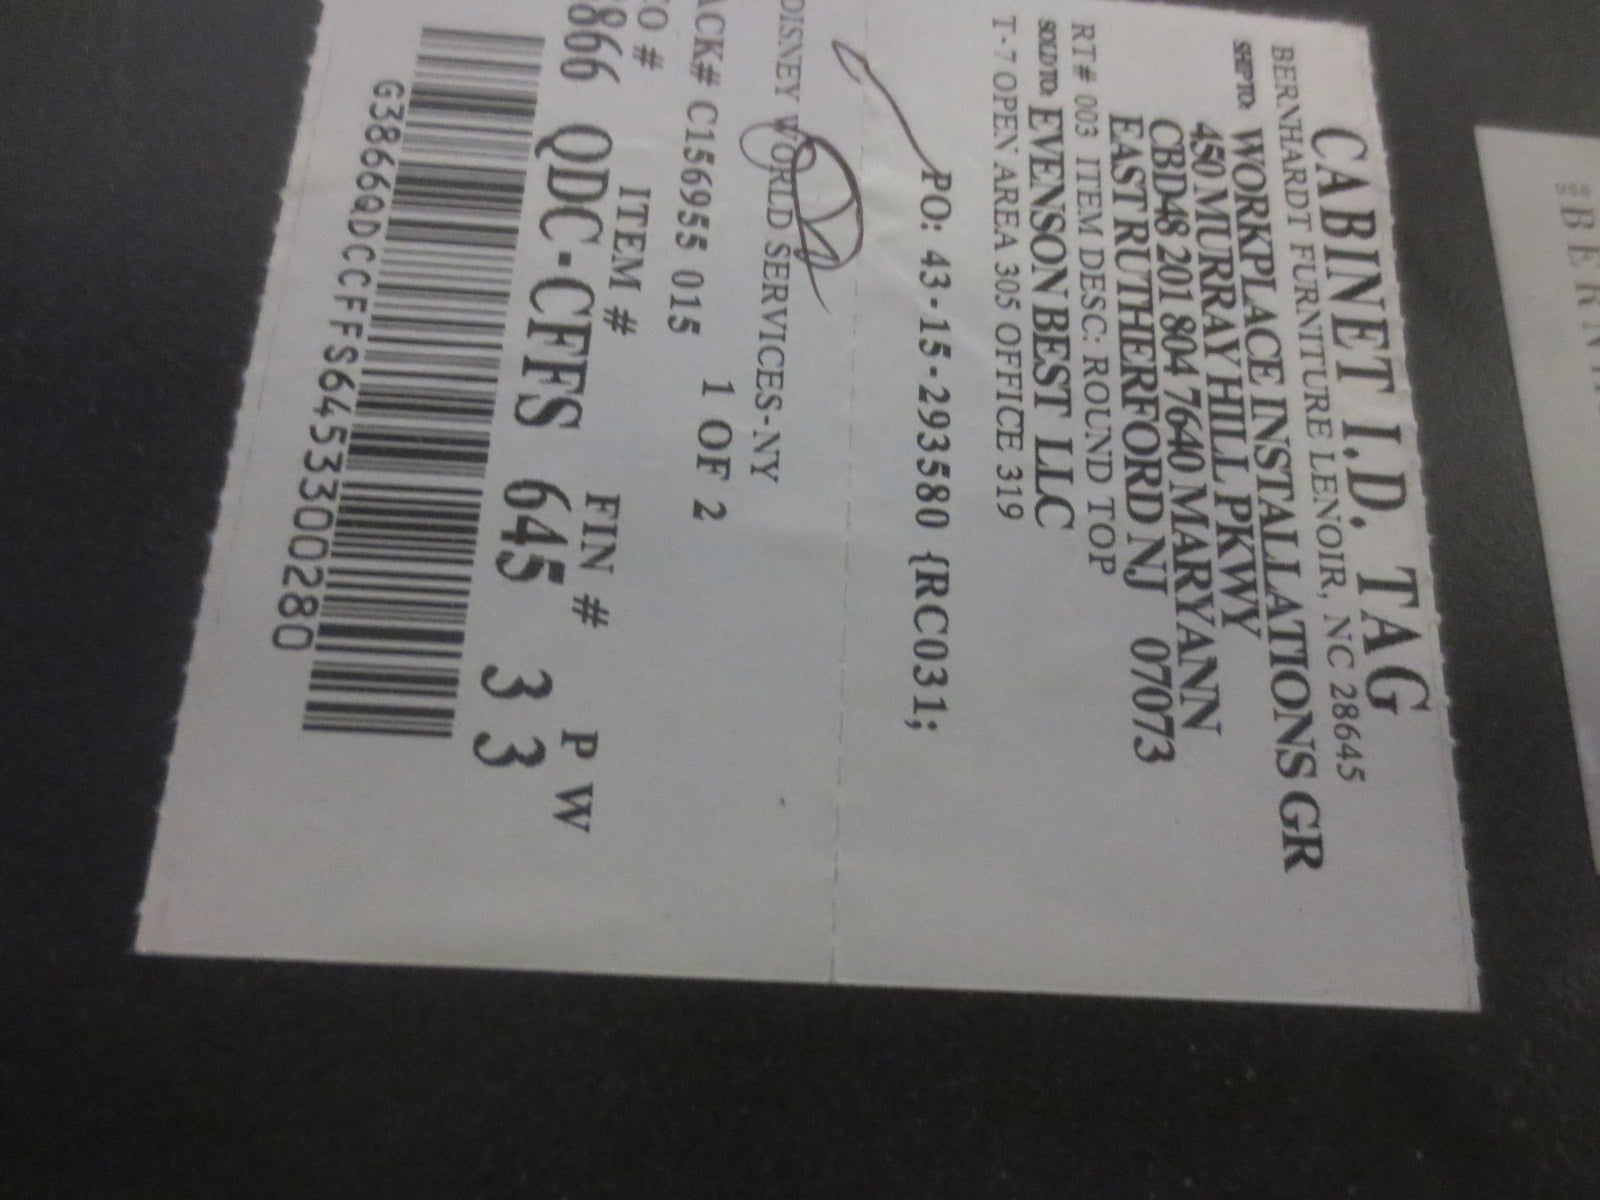 CABINET I.D. TAG
BERNHARDT FURNITURE LENOIR, NC 28645
SHIP TO: WORKPLACE INSTALLATIONS GR
450 MURRAY HILL PKWY
CBD48 201 804 7640 MARYANN
EAST RUTHERFORD NJ 07073
RT# 003 ITEM DESC: ROUND TOP
SOLD TO: EVENSON BEST LLC
T-7 OPEN AREA 305 OFFICE 319
PO: 43-15-293580 {RC031;
DISNEY WORLD SERVICES-NY
1 OF 2
ACK# C156955 015
O # ITEM # FIN # P W
866 QDC-CFFS 645 3 3
G3866QDCCFFS6453300280